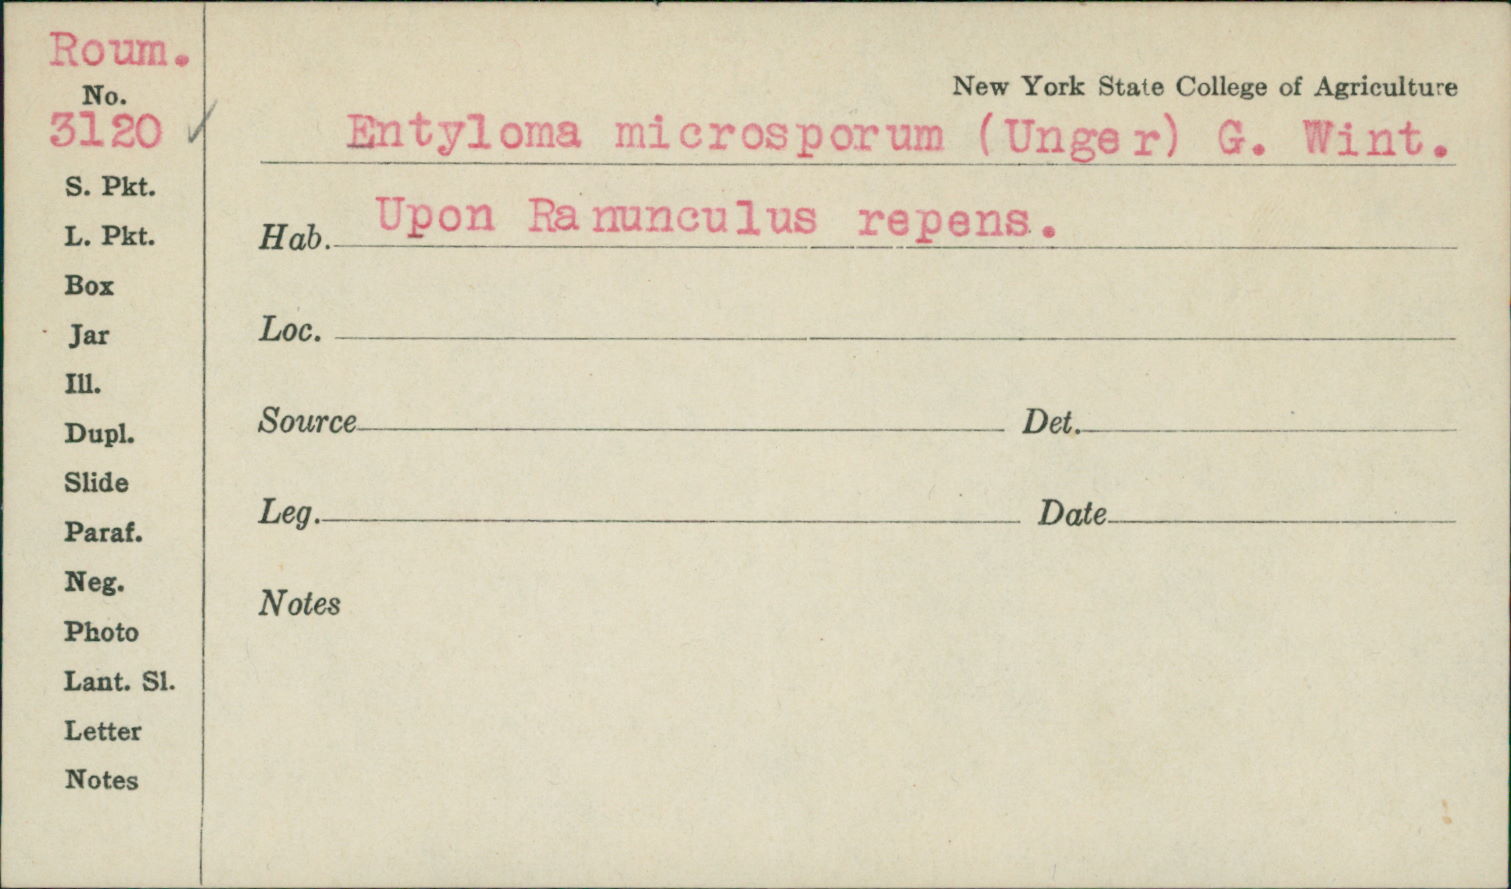 Roum.
No.
3120 ✓
S. Pkt.
L. Pkt.
Box
Jar
Ill.
Dupl.
Slide
Paraf.
Neg.
Photo
Lant. Sl.
Letter
Notes
New York State College of Agriculture
Entyloma microsporum (Unger) G. Wint.
Hab. Upon Ranunculus repens.
Loc.
Source Det.
Leg. Date
Notes